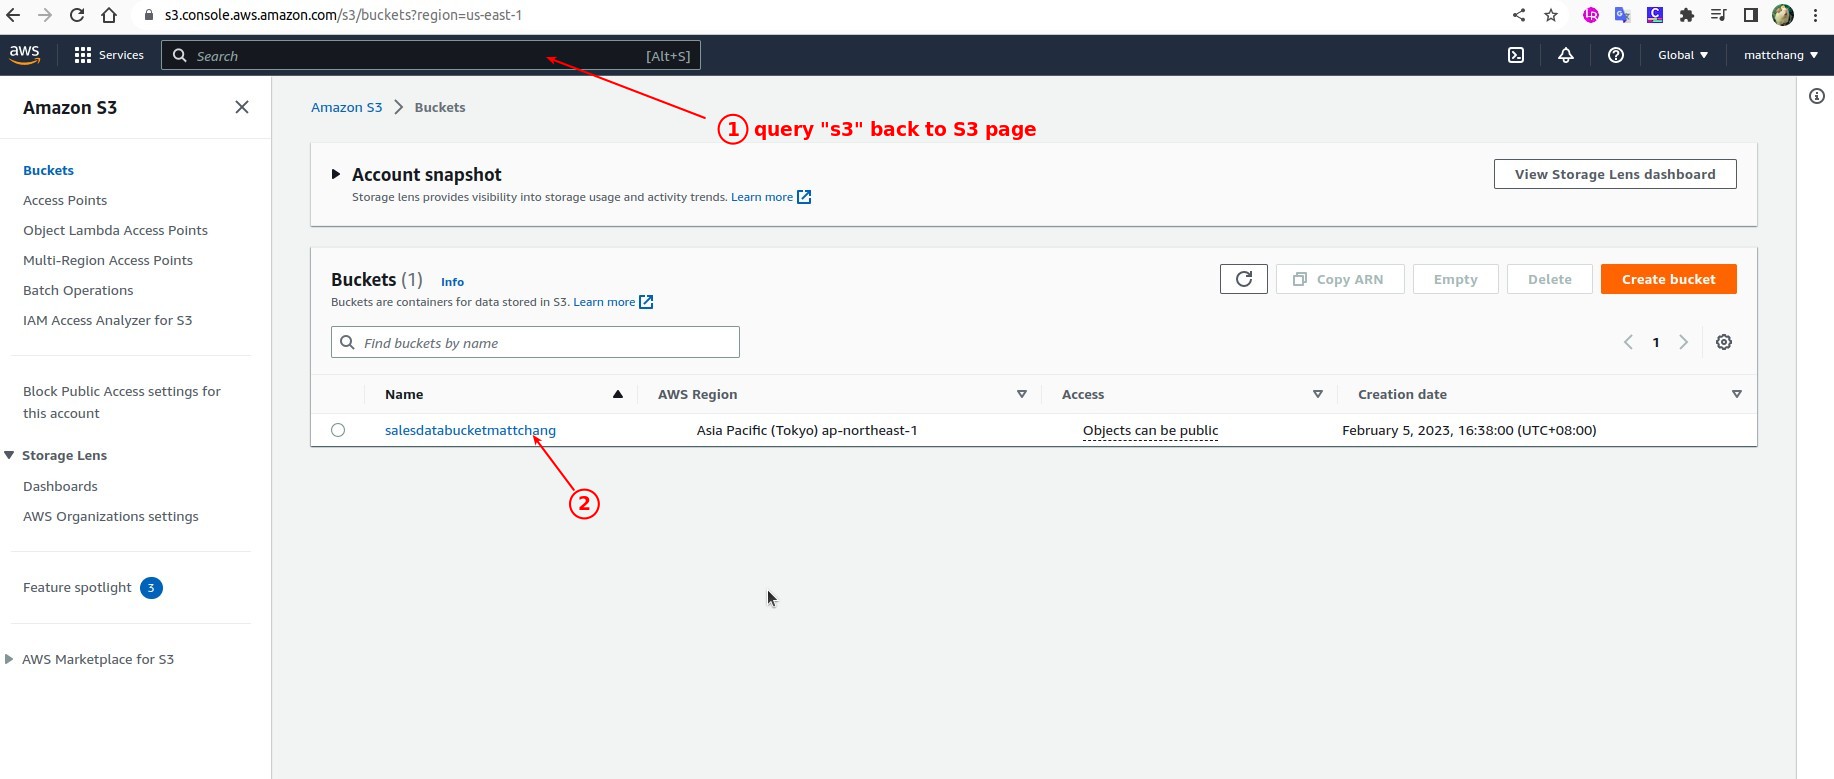 s3.console.aws.amazon.com/s3/buckets?region=us-east-1
aws
Services
Search
[Alt+S]
Global
mattchang
Amazon S3
Buckets
Access Points
Object Lambda Access Points
Multi-Region Access Points
Batch Operations
IAM Access Analyzer for S3
Block Public Access settings for
this account
Storage Lens
Dashboards
AWS Organizations settings
Feature spotlight 3
AWS Marketplace for S3
Amazon S3 Buckets
1 query "s3" back to S3 page
Account snapshot
Storage lens provides visibility into storage usage and activity trends. Learn more
View Storage Lens dashboard
Buckets (1) Info
Buckets are containers for data stored in S3. Learn more
Copy ARN
Empty
Delete
Create bucket
Find buckets by name
1
Name AWS Region Access Creation date
salesdatabucketmattchang Asia Pacific (Tokyo) ap-northeast-1 Objects can be public February 5, 2023, 16:38:00 (UTC+08:00)
2